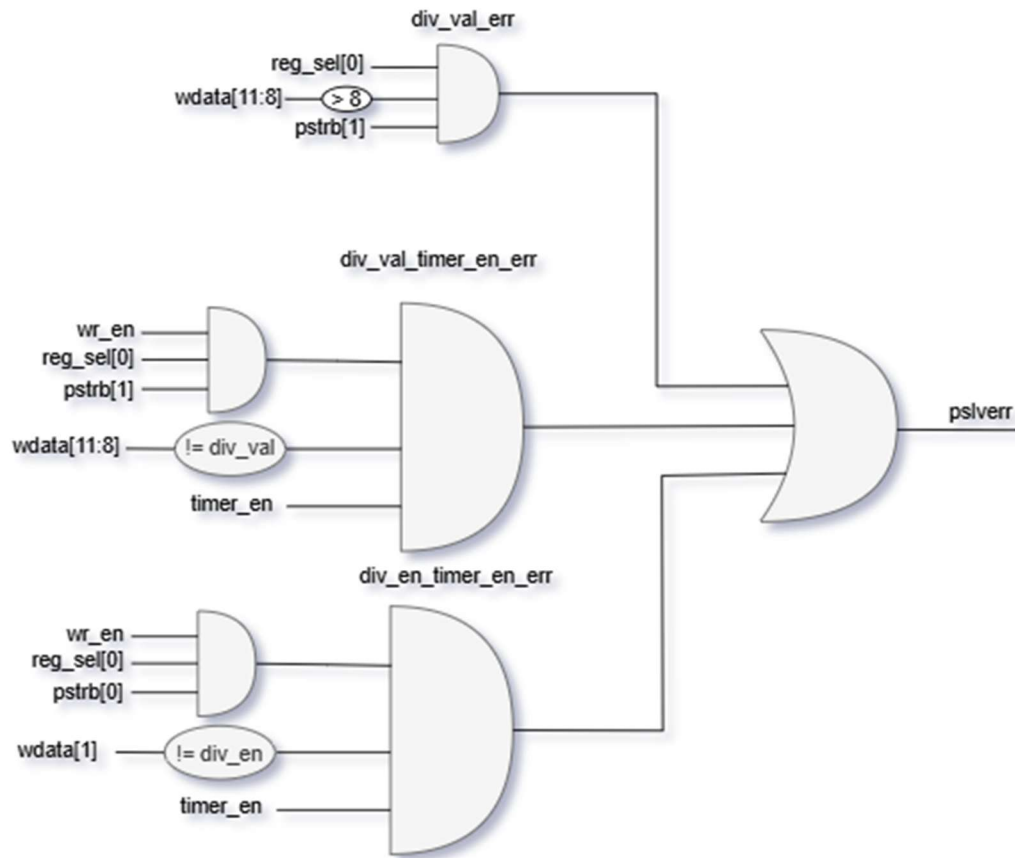 div_val_err
reg_sel[0]
wdata[11:8]
> 8
pstrb[1]
div_val_timer_en_err
wr_en
reg_sel[0]
pstrb[1]
wdata[11:8]
!= div_val
timer_en
pslverr
div_en_timer_en_err
wr_en
reg_sel[0]
pstrb[0]
wdata[1]
!= div_en
timer_en